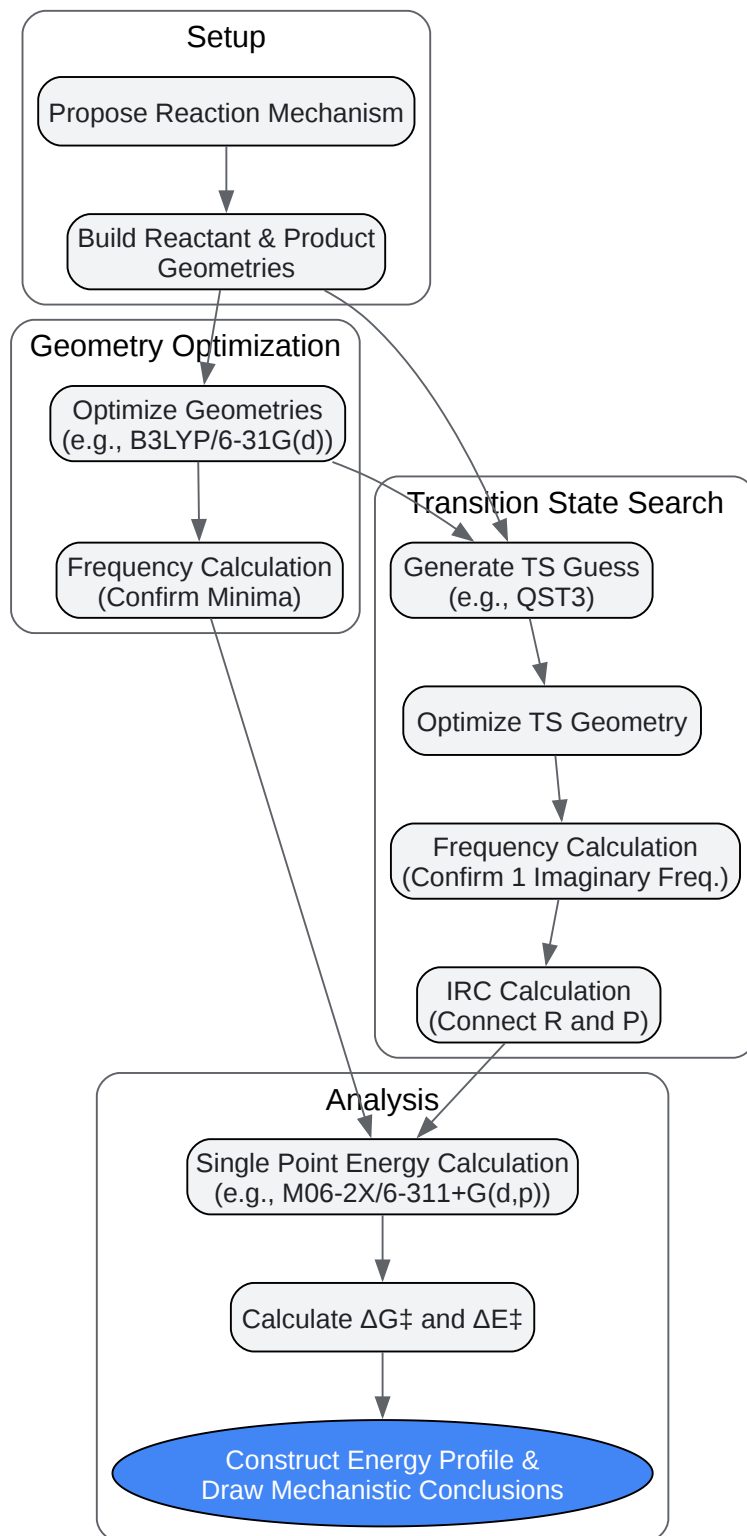 Setup
Propose Reaction Mechanism
Build Reactant & Product
Geometries
Geometry Optimization
Optimize Geometries
(e.g., B3LYP/6-31G(d))
Frequency Calculation
(Confirm Minima)
Transition State Search
Generate TS Guess
(e.g., QST3)
Optimize TS Geometry
Frequency Calculation
(Confirm 1 Imaginary Freq.)
IRC Calculation
(Connect R and P)
Analysis
Single Point Energy Calculation
(e.g., M06-2X/6-311+G(d,p))
Calculate ΔG‡ and ΔE‡
Construct Energy Profile &
Draw Mechanistic Conclusions